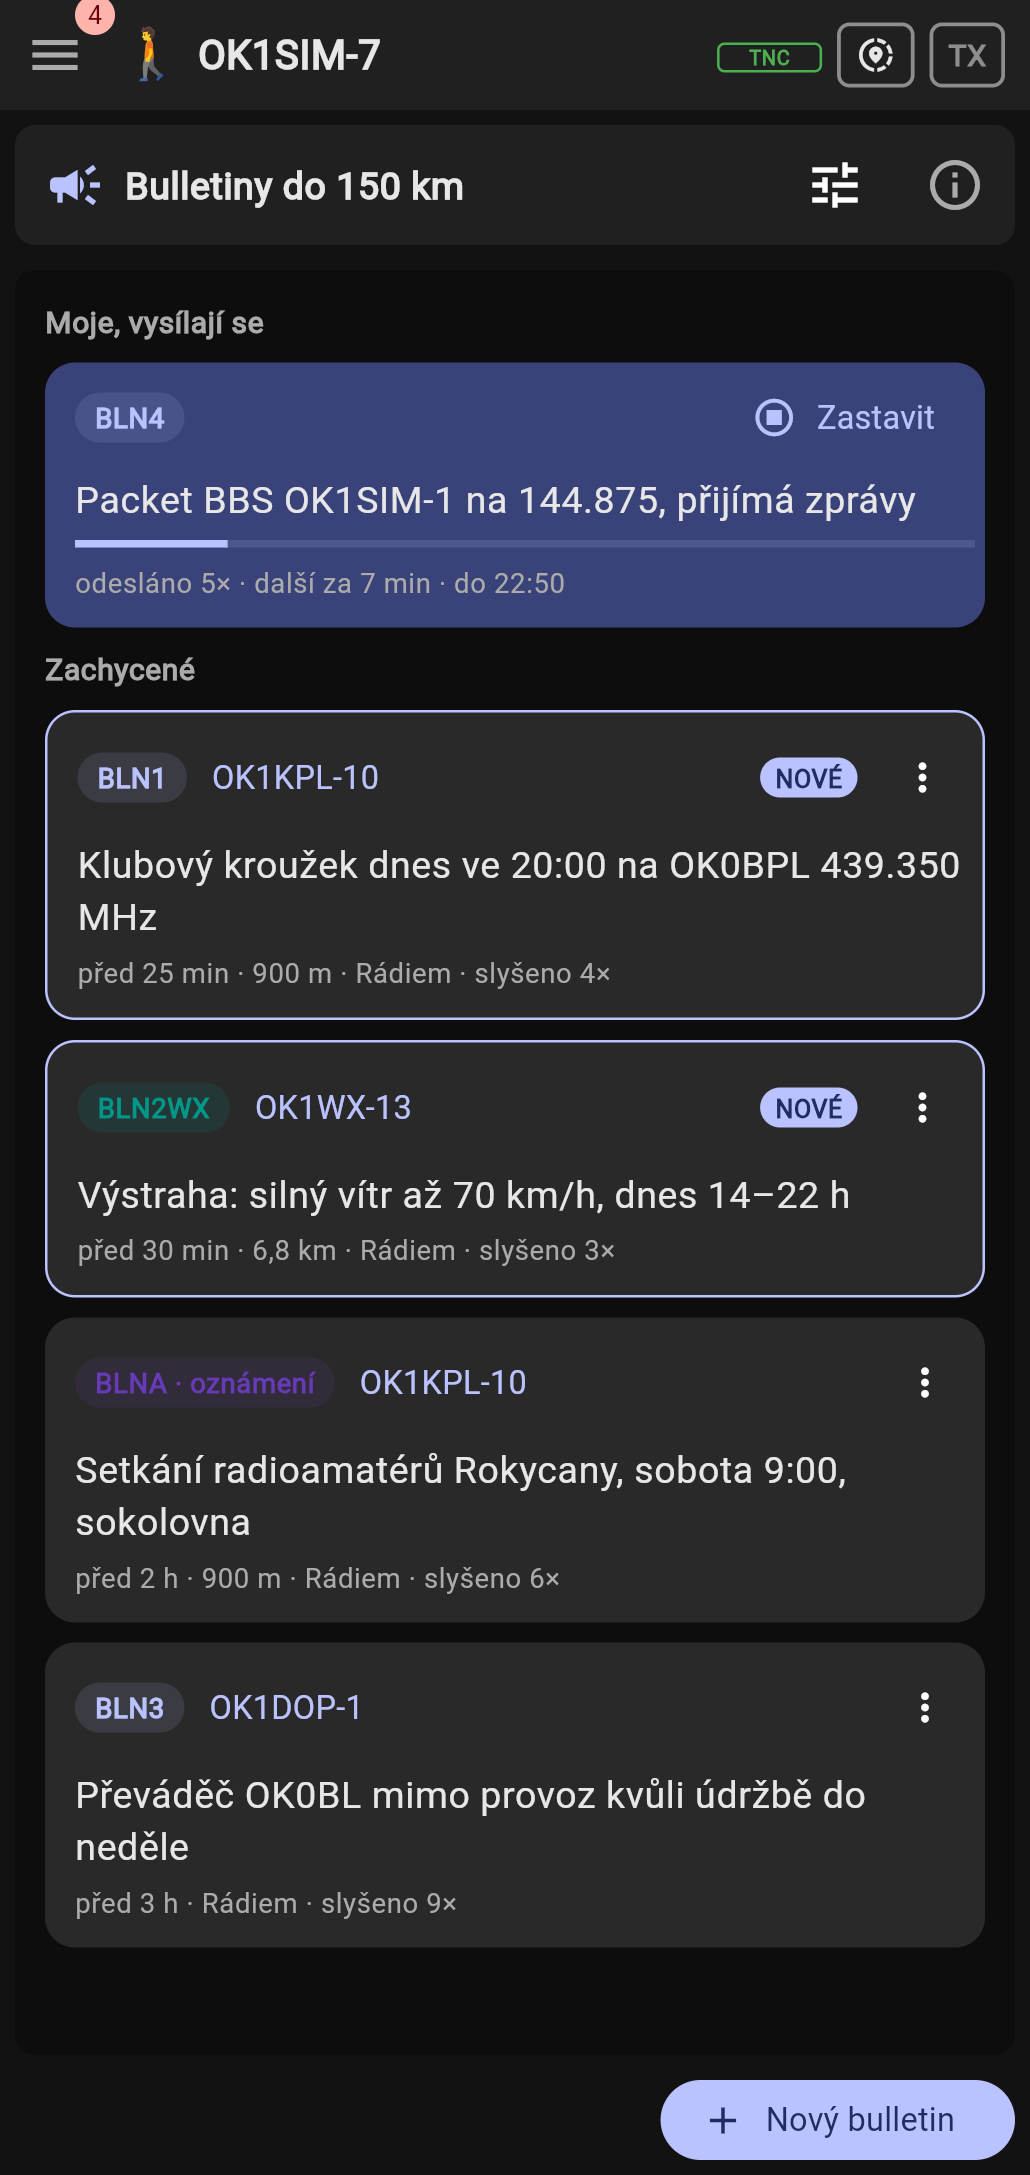 4
OK1SIM-7
TNC
TX
Bulletiny do 150 km
Moje, vysílají se
BLN4
Zastavit
Packet BBS OK1SIM-1 na 144.875, přijímá zprávy
odesláno 5× · další za 7 min · do 22:50
Zachycené
BLN1 OK1KPL-10 NOVÉ
Klubový kroužek dnes ve 20:00 na OK0BPL 439.350
MHz
před 25 min · 900 m · Rádiem · slyšeno 4×
BLN2WX OK1WX-13 NOVÉ
Výstraha: silný vítr až 70 km/h, dnes 14–22 h
před 30 min · 6,8 km · Rádiem · slyšeno 3×
BLNA · oznámení OK1KPL-10
Setkání radioamatérů Rokycany, sobota 9:00,
sokolovna
před 2 h · 900 m · Rádiem · slyšeno 6×
BLN3 OK1DOP-1
Převáděč OK0BL mimo provoz kvůli údržbě do
neděle
před 3 h · Rádiem · slyšeno 9×
Nový bulletin